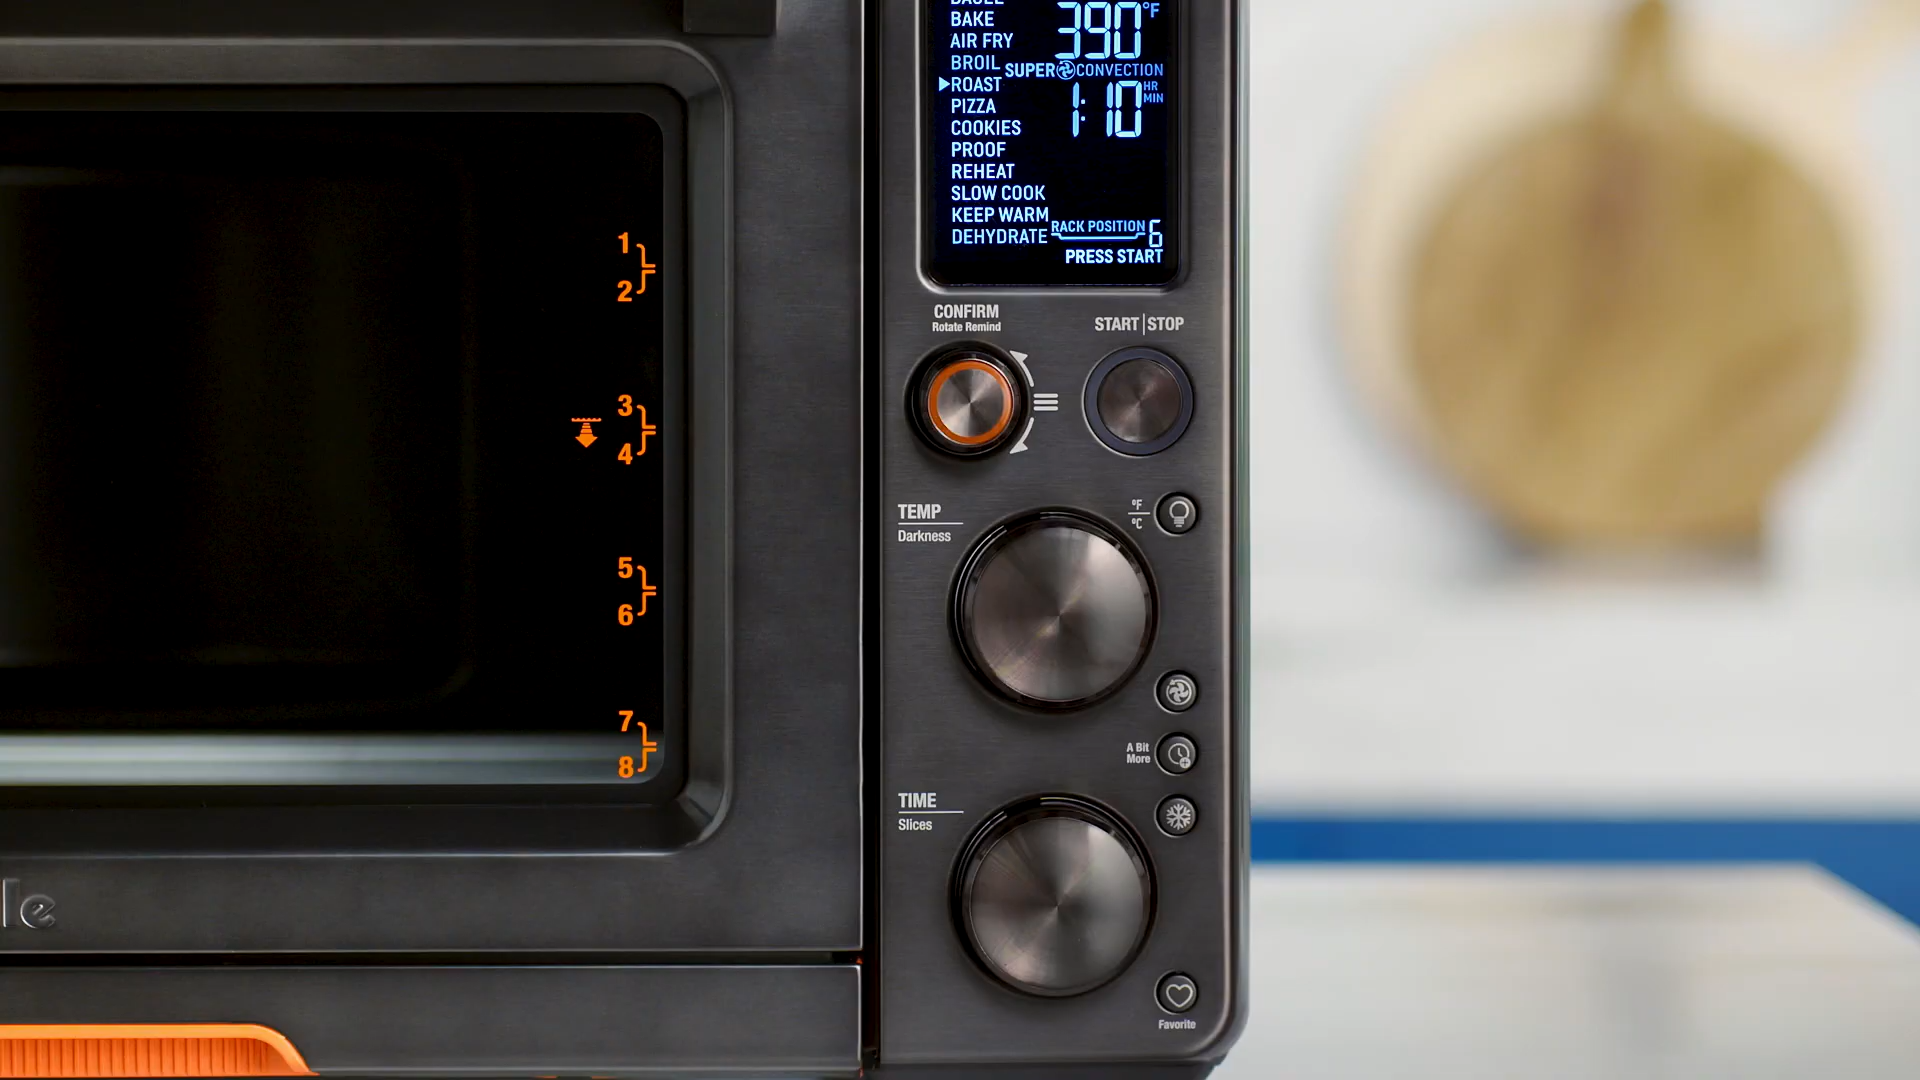 BAGEL
BAKE
390°F
AIR FRY
BROIL
SUPER CONVECTION
ROAST
1:10 HR MIN
PIZZA
COOKIES
PROOF
REHEAT
SLOW COOK
KEEP WARM
RACK POSITION 6
DEHYDRATE
PRESS START
1
2
3
4
5
6
7
8
CONFIRM
Rotate Remind
START|STOP
TEMP
Darkness
°F
°C
A Bit
More
TIME
Slices
Favorite
le